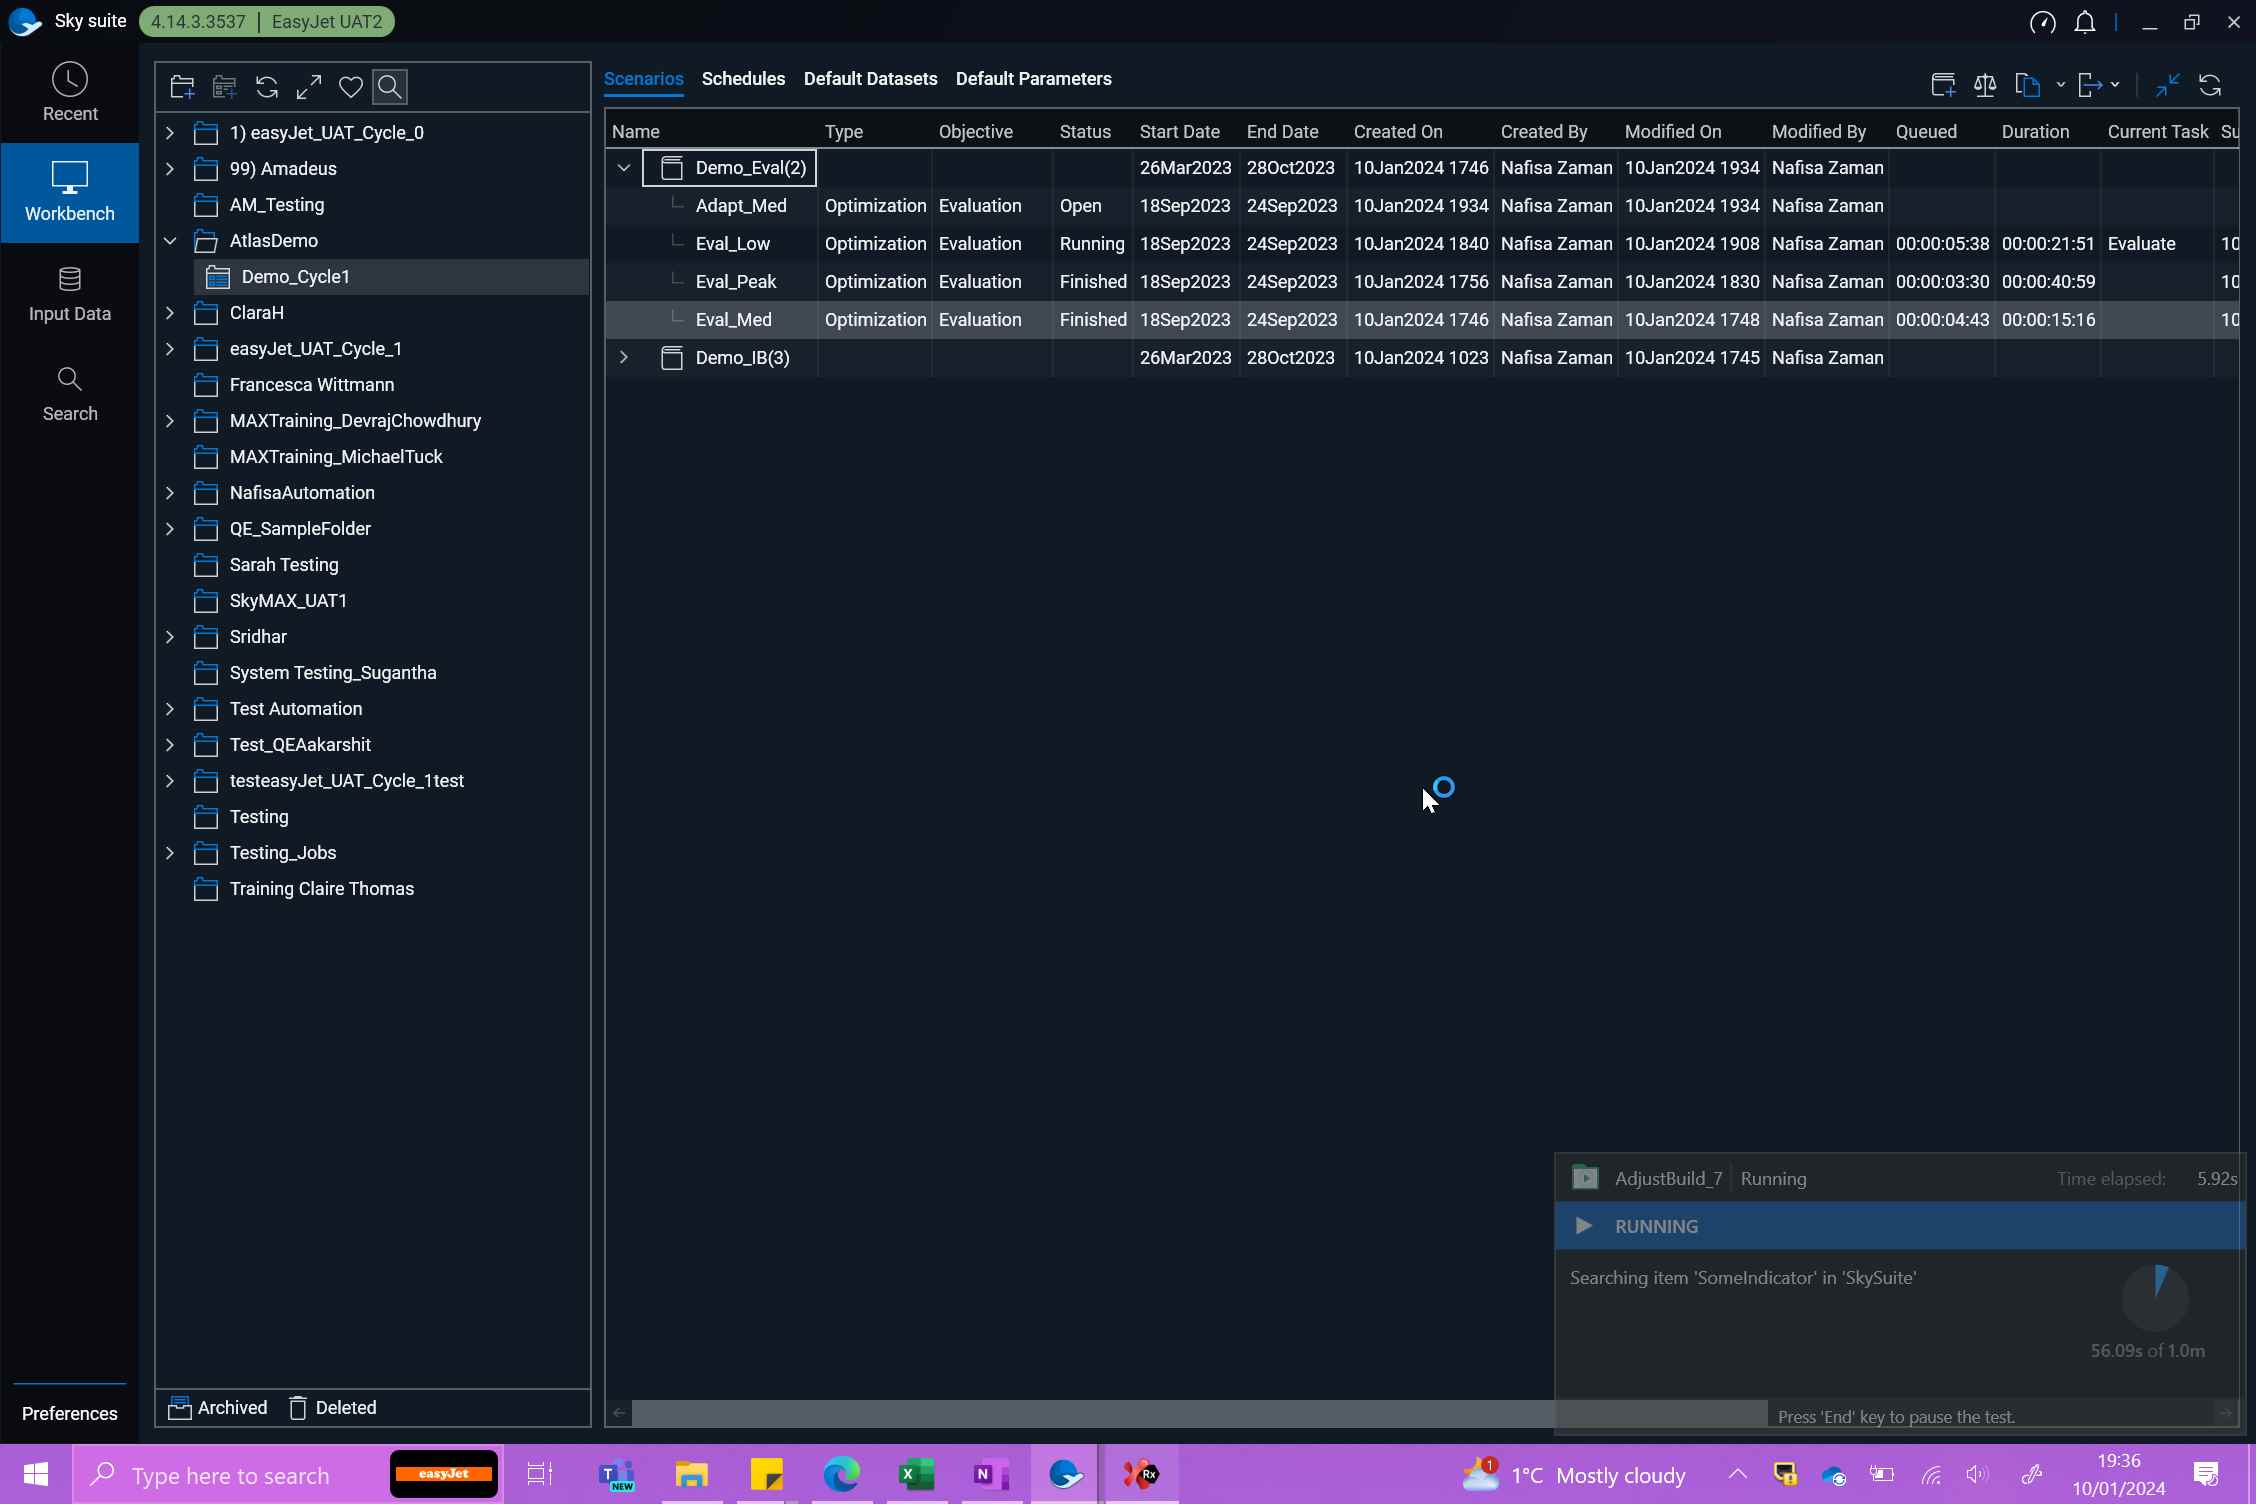 Sky suite 4.14.3.3537 | EasyJet UAT2
Recent
Workbench
Input Data
Search
Preferences
1) easyJet_UAT_Cycle_0
99) Amadeus
AM_Testing
AtlasDemo
Demo_Cycle1
ClaraH
easyJet_UAT_Cycle_1
Francesca Wittmann
MAXTraining_DevrajChowdhury
MAXTraining_MichaelTuck
NafisaAutomation
QE_SampleFolder
Sarah Testing
SkyMAX_UAT1
Sridhar
System Testing_Sugantha
Test Automation
Test_QEAakarshit
testeasyJet_UAT_Cycle_1test
Testing
Testing_Jobs
Training Claire Thomas
Archived Deleted
Scenarios Schedules Default Datasets Default Parameters
Name Type Objective Status Start Date End Date Created On Created By Modified On Modified By Queued Duration Current Task Su
Demo_Eval(2) 26Mar2023 28Oct2023 10Jan2024 1746 Nafisa Zaman 10Jan2024 1934 Nafisa Zaman
Adapt_Med Optimization Evaluation Open 18Sep2023 24Sep2023 10Jan2024 1934 Nafisa Zaman 10Jan2024 1934 Nafisa Zaman
Eval_Low Optimization Evaluation Running 18Sep2023 24Sep2023 10Jan2024 1840 Nafisa Zaman 10Jan2024 1908 Nafisa Zaman 00:00:05:38 00:00:21:51 Evaluate 10
Eval_Peak Optimization Evaluation Finished 18Sep2023 24Sep2023 10Jan2024 1756 Nafisa Zaman 10Jan2024 1830 Nafisa Zaman 00:00:03:30 00:00:40:59 10
Eval_Med Optimization Evaluation Finished 18Sep2023 24Sep2023 10Jan2024 1746 Nafisa Zaman 10Jan2024 1748 Nafisa Zaman 00:00:04:43 00:00:15:16 10
Demo_IB(3) 26Mar2023 28Oct2023 10Jan2024 1023 Nafisa Zaman 10Jan2024 1745 Nafisa Zaman
AdjustBuild_7 Running Time elapsed: 5.92s
RUNNING
Searching item 'SomeIndicator' in 'SkySuite'
56.09s of 1.0m
Press 'End' key to pause the test.
Type here to search
easyJet
T
NEW
X
N
Rx
1
1°C Mostly cloudy
19:36
10/01/2024